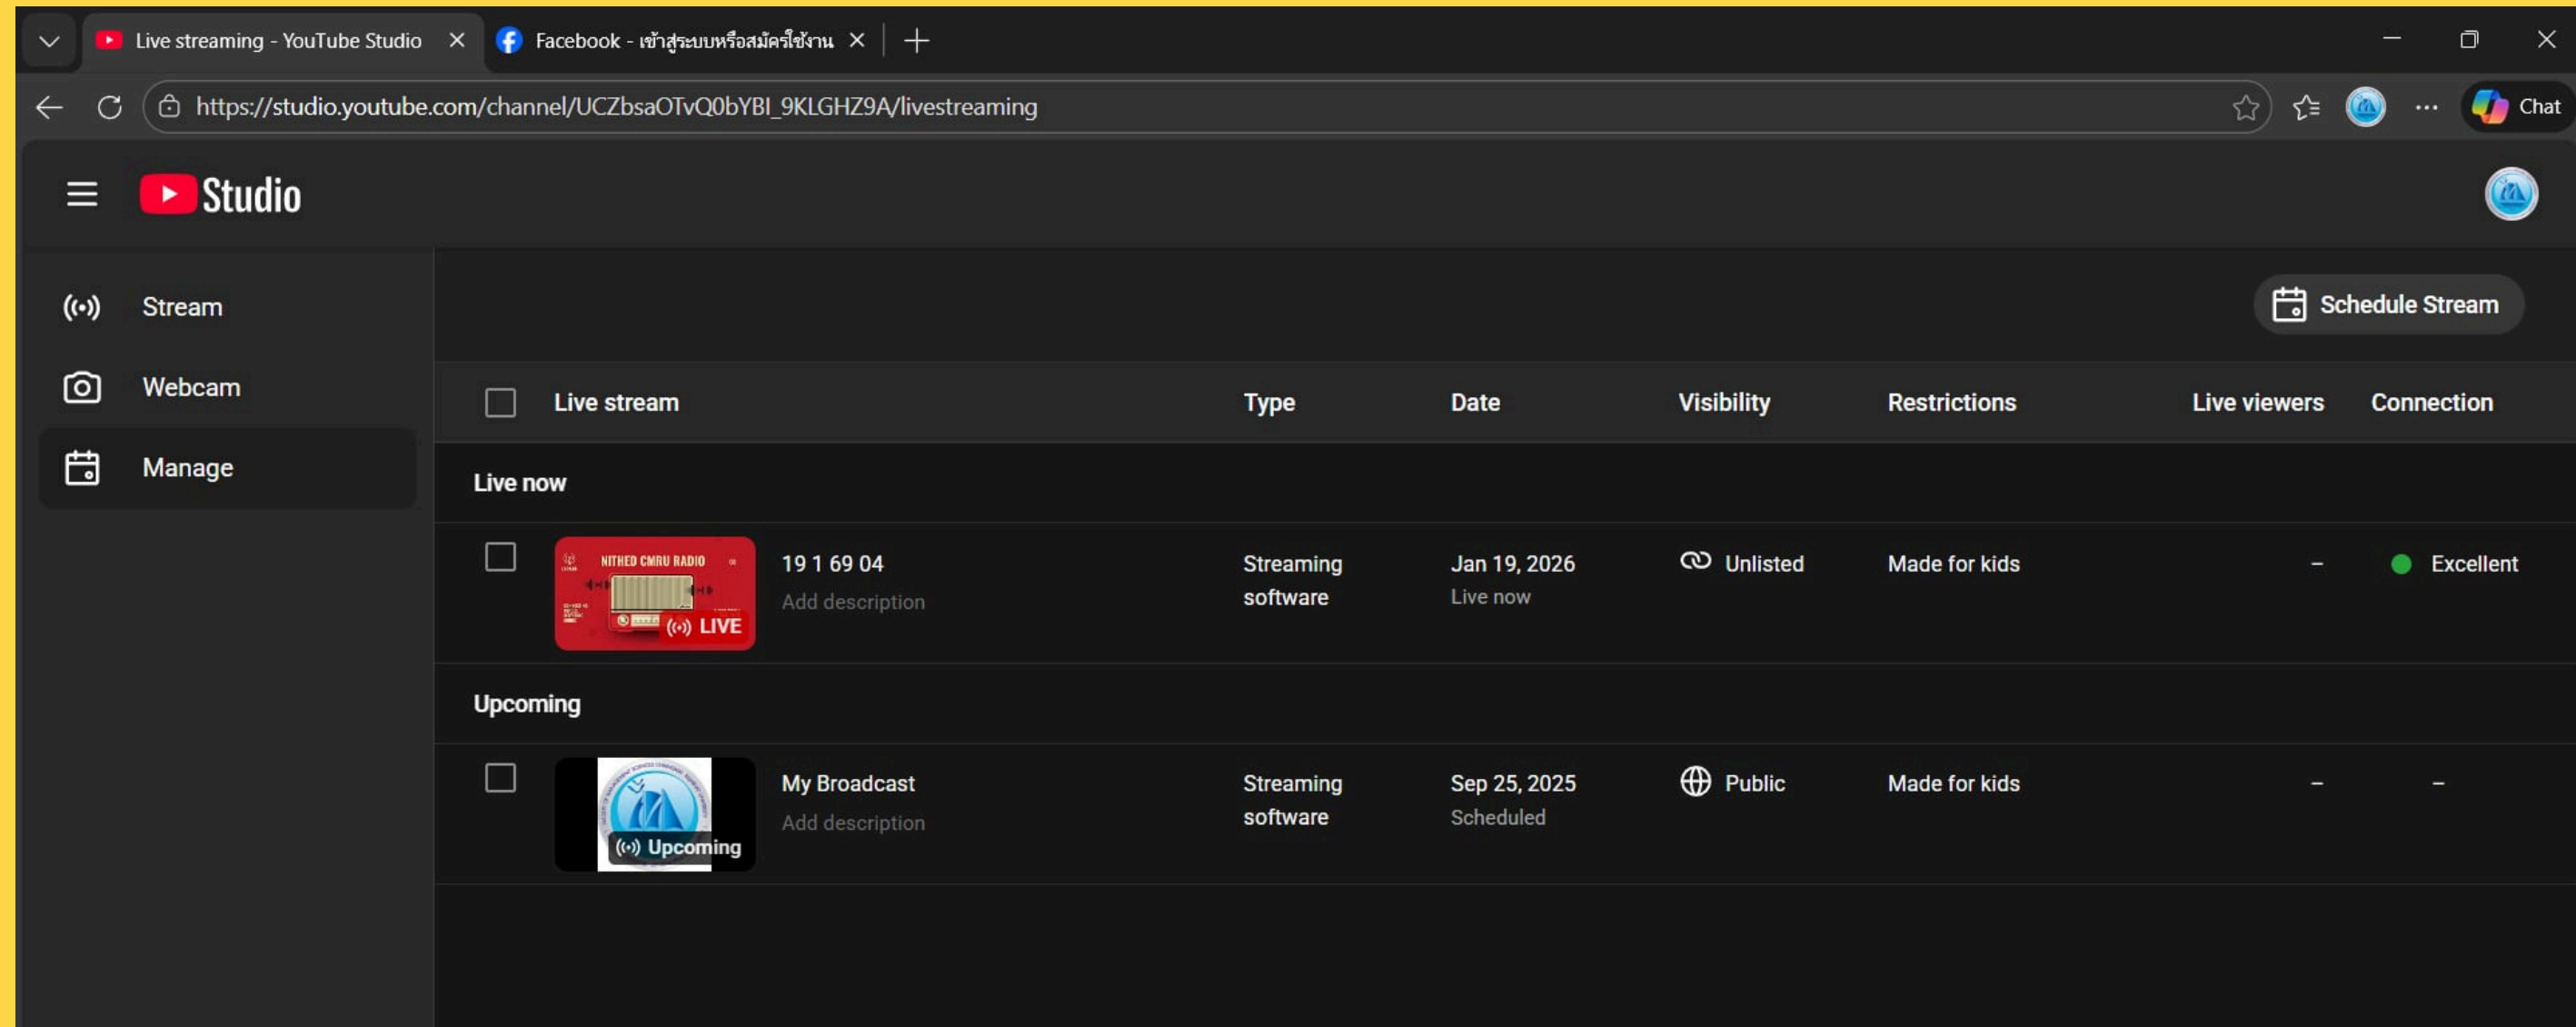 Live streaming - YouTube Studio
Facebook - เข้าสู่ระบบหรือสมัครใช้งาน
https://studio.youtube.com/channel/UCZbsaOTvQ0bYBI_9KLGHZ9A/livestreaming
Chat
Studio
Stream
Webcam
Manage
Schedule Stream
Live stream Type Date Visibility Restrictions Live viewers Connection
Live now
NITHED CMRU RADIO
LIVE
19 1 69 04 Streaming Jan 19, 2026 Unlisted Made for kids – Excellent
Add description software Live now
Upcoming
Upcoming
My Broadcast Streaming Sep 25, 2025 Public Made for kids – –
Add description software Scheduled